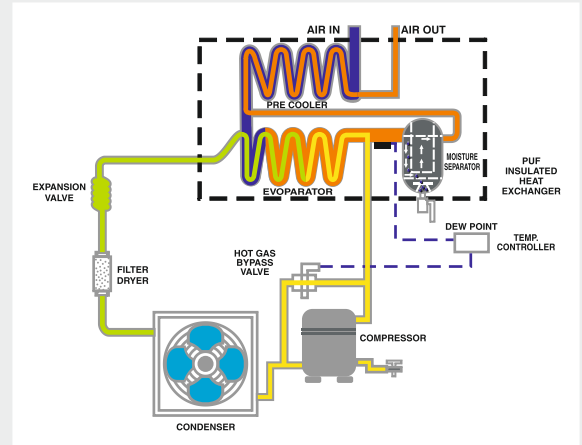 AIR IN
AIR OUT
PRE COOLER
MOISTURE
SEPARATOR
PUF
INSULATED
HEAT
EXCHANGER
EXPANSION
VALVE
EVOPARATOR
DEW POINT
TEMP.
CONTROLLER
HOT GAS
BYPASS
VALVE
FILTER
DRYER
COMPRESSOR
CONDENSER